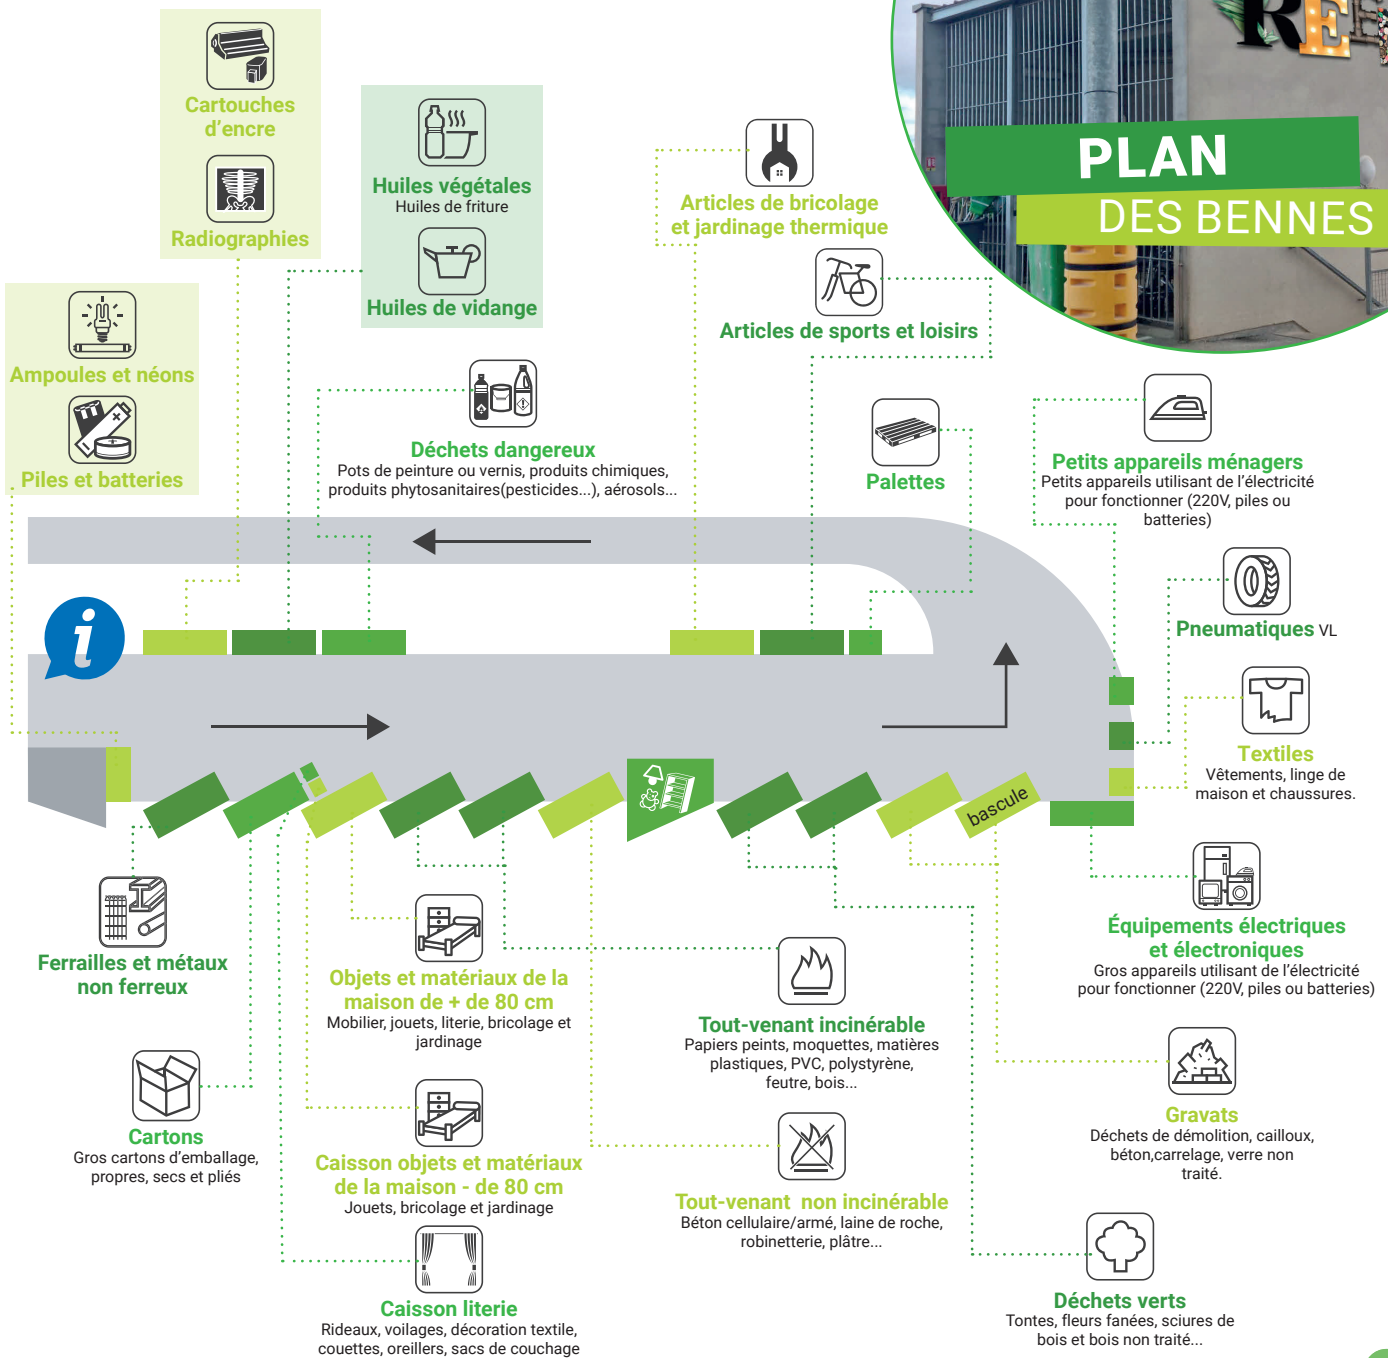 RE
PLAN
DES BENNES
Cartouches
d'encre
Radiographies
Huiles végétales
Huiles de friture
Huiles de vidange
Articles de bricolage
et jardinage thermique
Articles de sports et loisirs
Ampoules et néons
Piles et batteries
Déchets dangereux
Pots de peinture ou vernis, produits chimiques,
produits phytosanitaires(pesticides...), aérosols...
Palettes
Petits appareils ménagers
Petits appareils utilisant de l'électricité
pour fonctionner (220V, piles ou
batteries)
Pneumatiques VL
i
Textiles
Vêtements, linge de
maison et chaussures.
bascule
Ferrailles et métaux
non ferreux
Objets et matériaux de la
maison de + de 80 cm
Mobilier, jouets, literie, bricolage et
jardinage
Tout-venant incinérable
Papiers peints, moquettes, matières
plastiques, PVC, polystyrène,
feutre, bois...
Équipements électriques
et électroniques
Gros appareils utilisant de l'électricité
pour fonctionner (220V, piles ou batteries)
Cartons
Gros cartons d'emballage,
propres, secs et pliés
Caisson objets et matériaux
de la maison - de 80 cm
Jouets, bricolage et jardinage
Tout-venant  non incinérable
Béton cellulaire/armé, laine de roche,
robinetterie, plâtre...
Gravats
Déchets de démolition, cailloux,
béton,carrelage, verre non
traité.
Caisson literie
Rideaux, voilages, décoration textile,
couettes, oreillers, sacs de couchage
Déchets verts
Tontes, fleurs fanées, sciures de
bois et bois non traité...